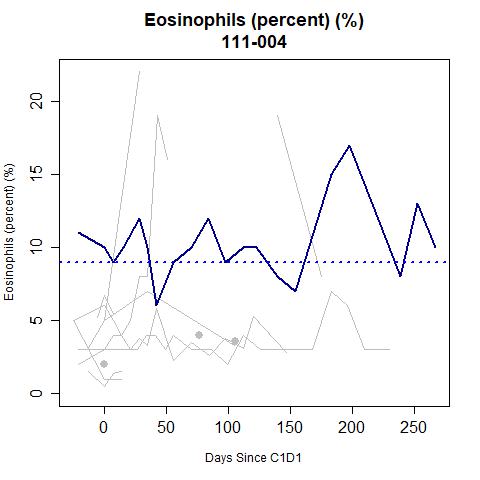 Eosinophils (percent) (%)
111-004
Eosinophils (percent) (%)
20
15
10
5
0
0 50 100 150 200 250
Days Since C1D1